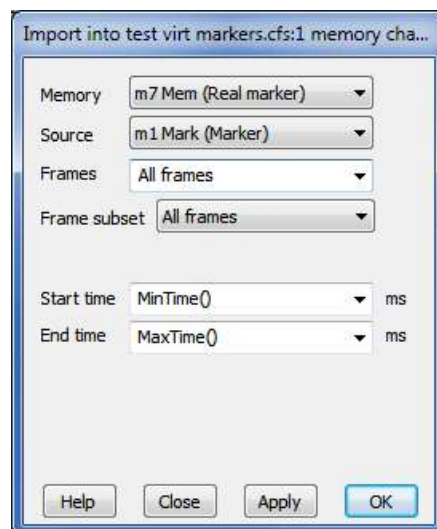 Import into test virt markers.cfs:1 memory cha...
Memory m7 Mem (Real marker)
Source m1 Mark (Marker)
Frames All frames
Frame subset All frames
Start time MinTime() ms
End time MaxTime() ms
Help Close Apply OK